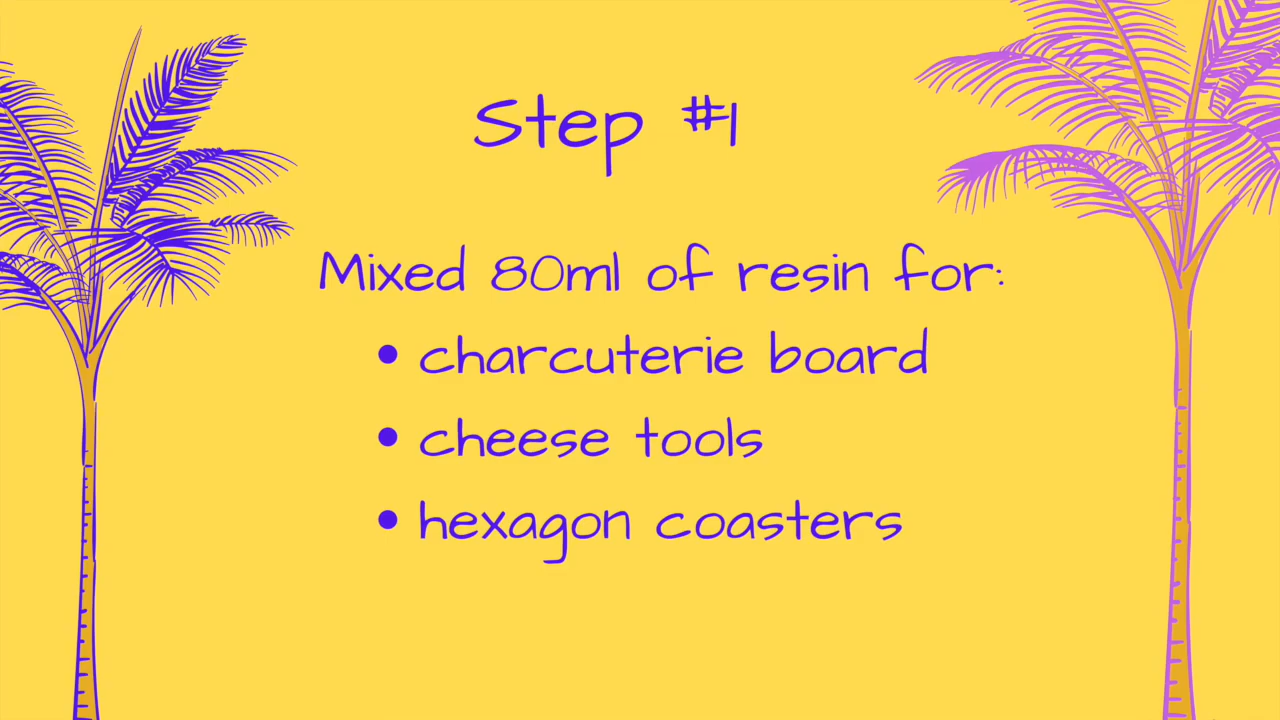 Step #1
Mixed 80ml of resin for:
• charcuterie board
• cheese tools
• hexagon coasters